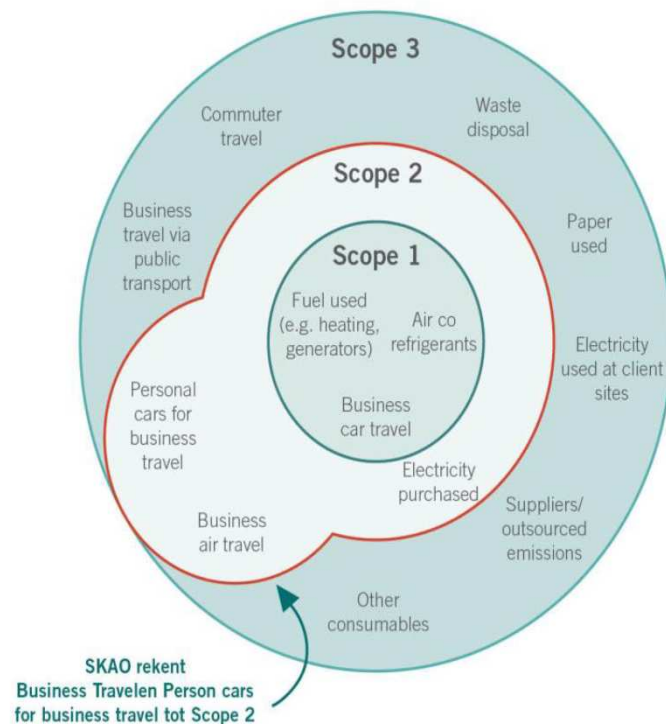 Scope 3
Commuter
travel
Waste
disposal
Scope 2
Business
travel via
public
transport
Paper
used
Scope 1
Fuel used
(e.g. heating,
generators)
Air co
refrigerants
Electricity
used at client
sites
Personal
cars for
business
travel
Business
car travel
Electricity
purchased
Business
air travel
Suppliers/
outsourced
emissions
Other
consumables
SKAO rekent
Business Travelen Person cars
for business travel tot Scope 2